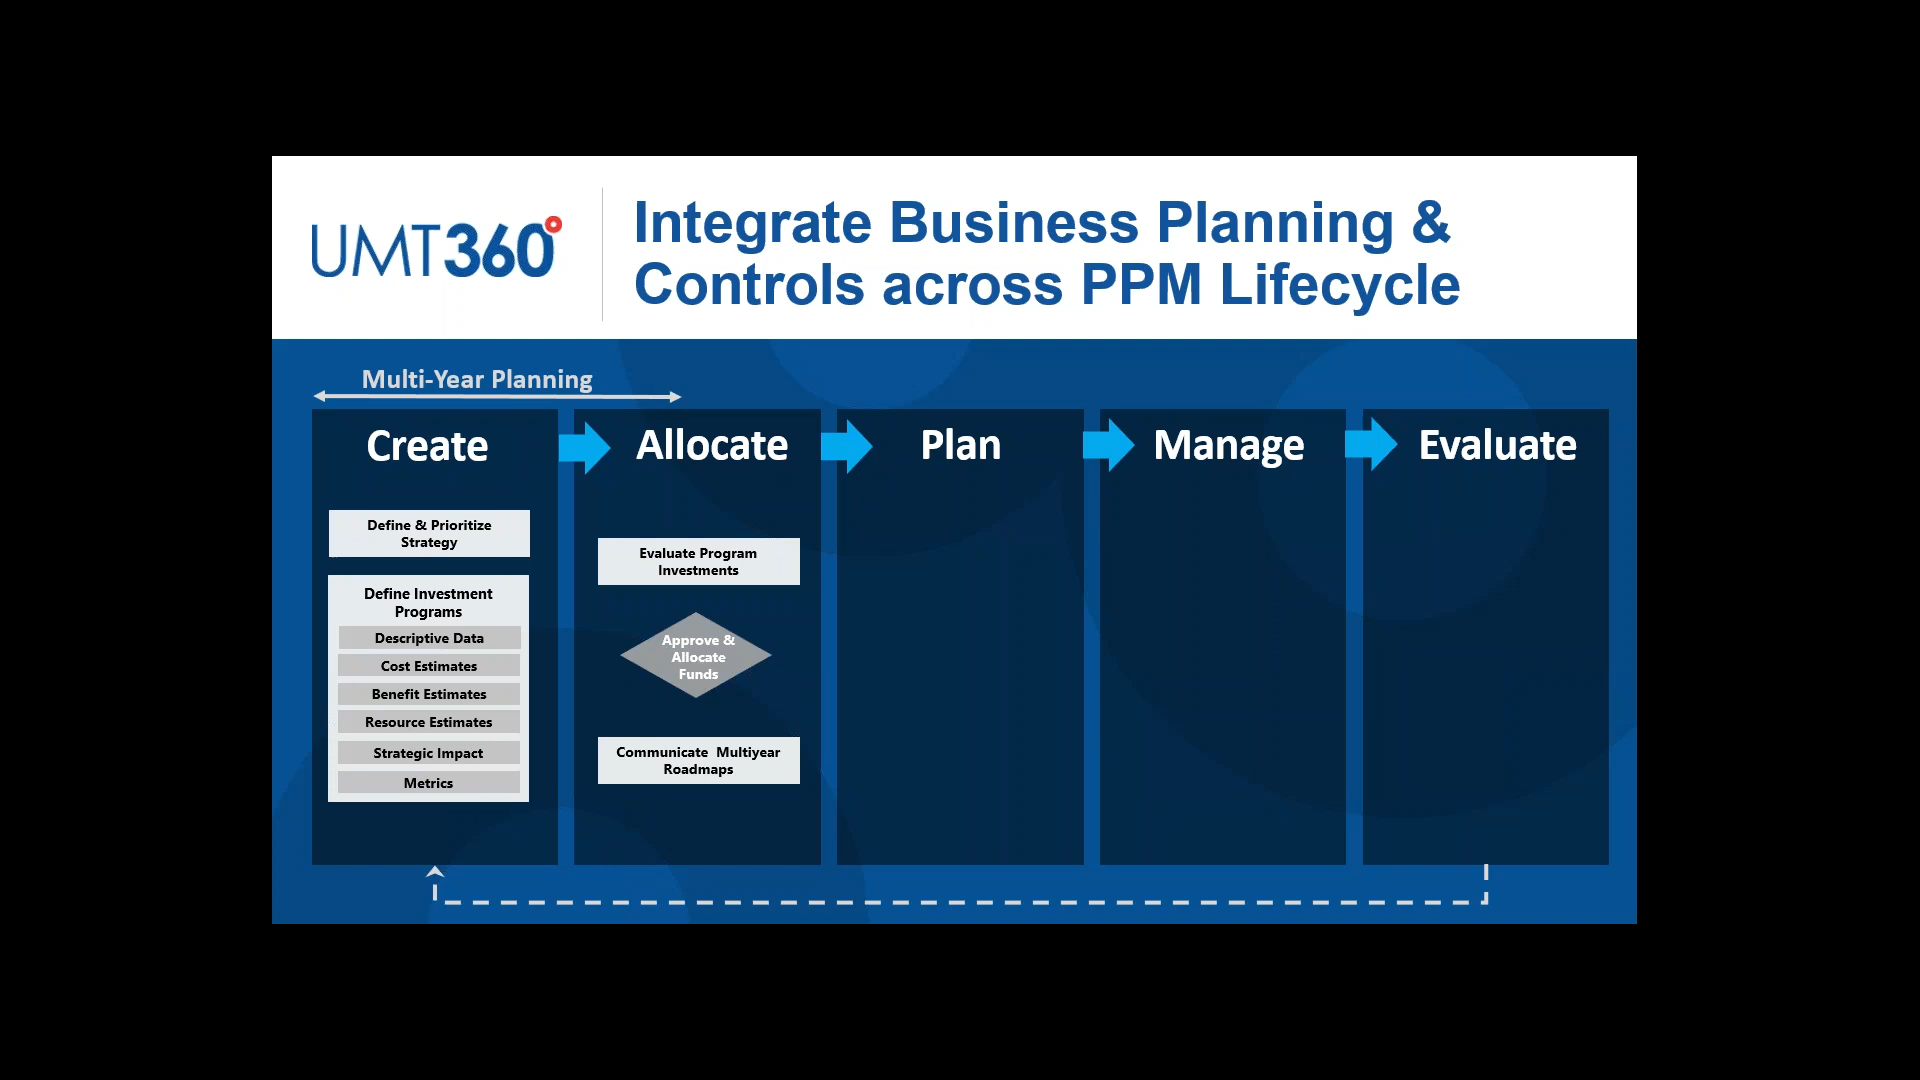 UMT360
Integrate Business Planning &
Controls across PPM Lifecycle
Multi-Year Planning
Create
Allocate
Plan
Manage
Evaluate
Define & Prioritize
Strategy
Define Investment
Programs
Descriptive Data
Cost Estimates
Benefit Estimates
Resource Estimates
Strategic Impact
Metrics
Evaluate Program
Investments
Approve &
Allocate
Funds
Communicate  Multiyear
Roadmaps